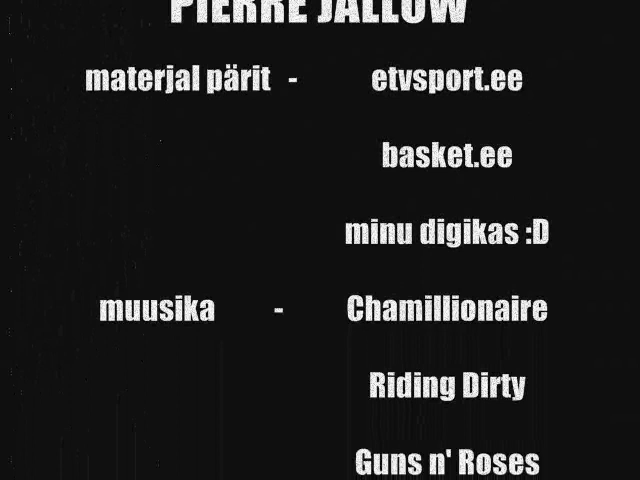 PIERRE JALLOW
materjal pärit - etvsport.ee
basket.ee
minu digikas :D
muusika - Chamillionaire
Riding Dirty
Guns n' Roses